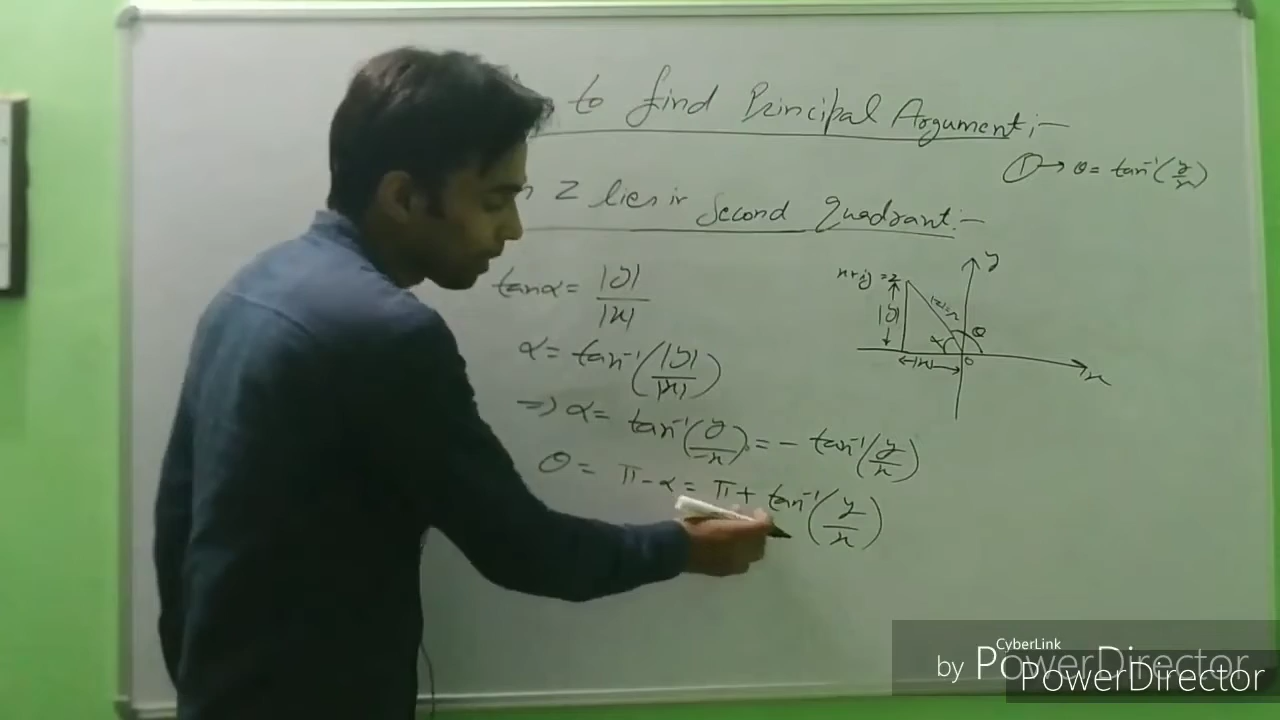 to find Principal Argument:-
① → θ = tan⁻¹(y/x)
Z lies in Second Quadrant:-
tanα = |y|/|x|
α = tan⁻¹(|y|/|x|)
=> α = tan⁻¹(y/-x) = - tan⁻¹(y/x)
θ = π-α = π + tan⁻¹(y/x)
y
x+iy = z
|z|=r
|y|
α
θ
|x|
O
x
CyberLink
by PowerDirector
PowerDirector